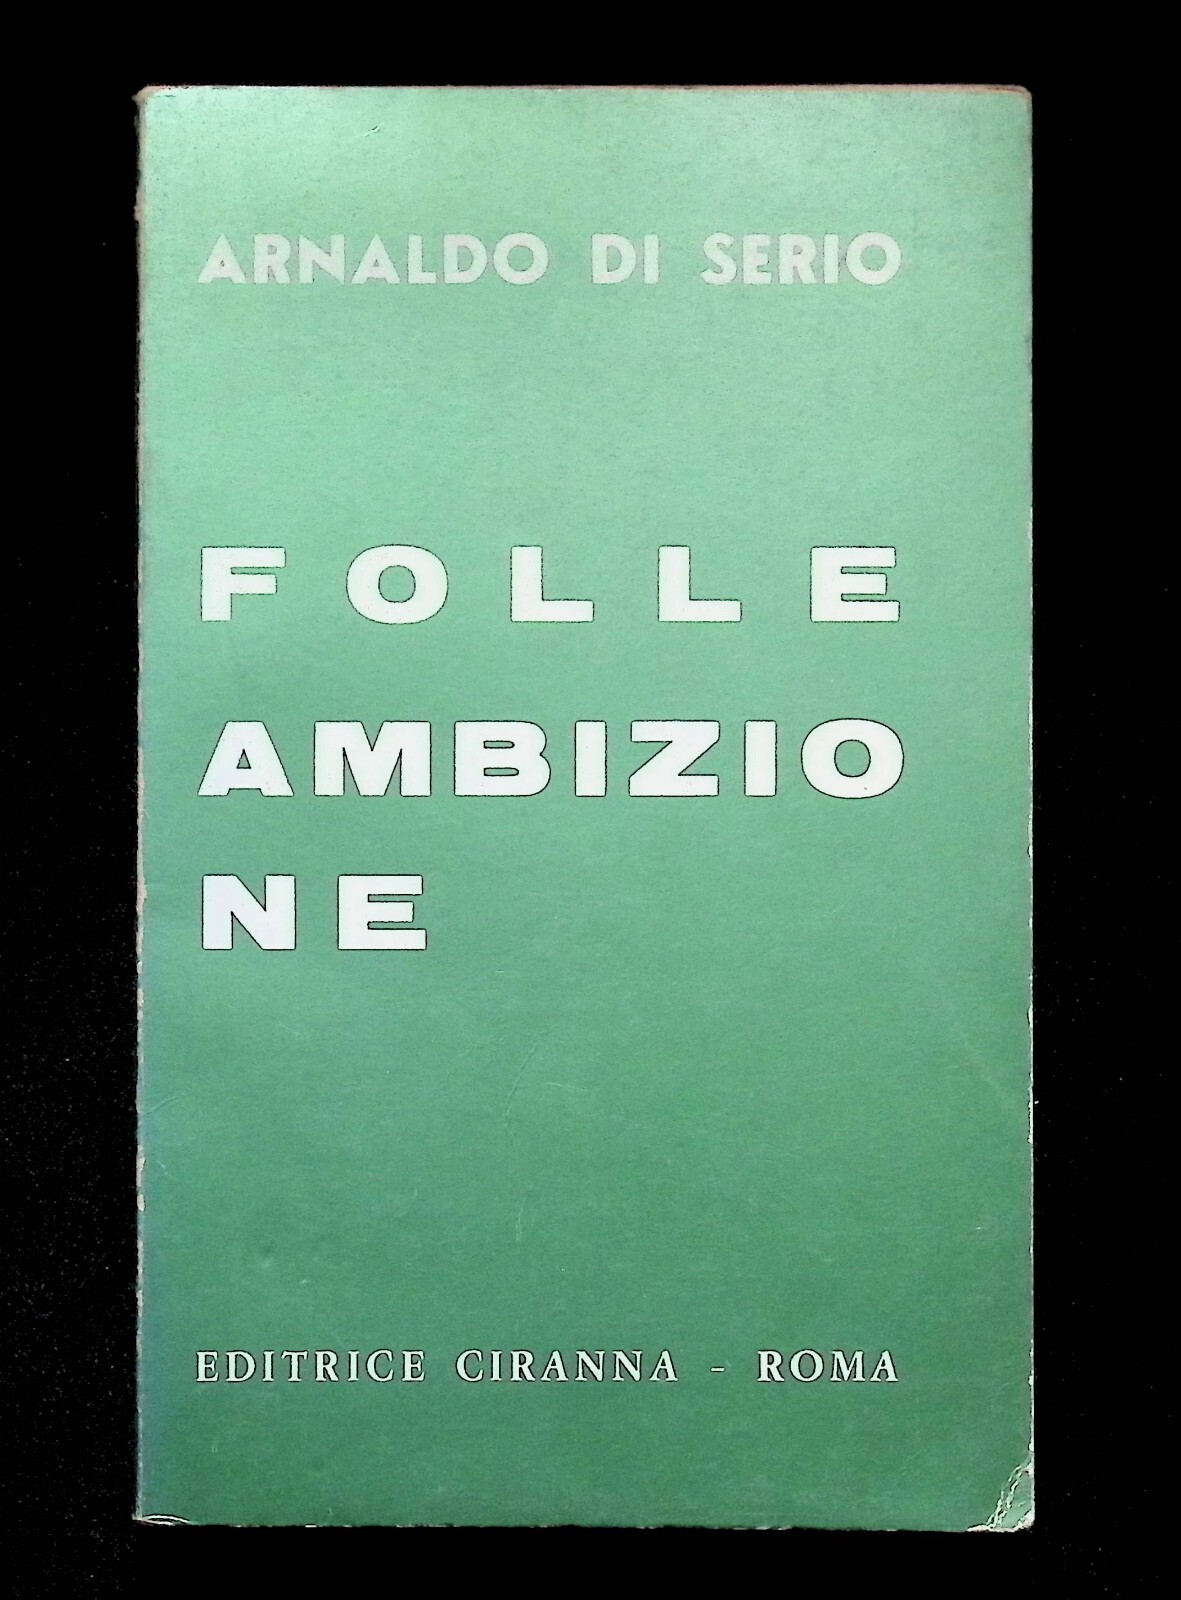 ARNALDO DI SERIO
FOLLE
AMBIZIO
NE
EDITRICE CIRANNA - ROMA